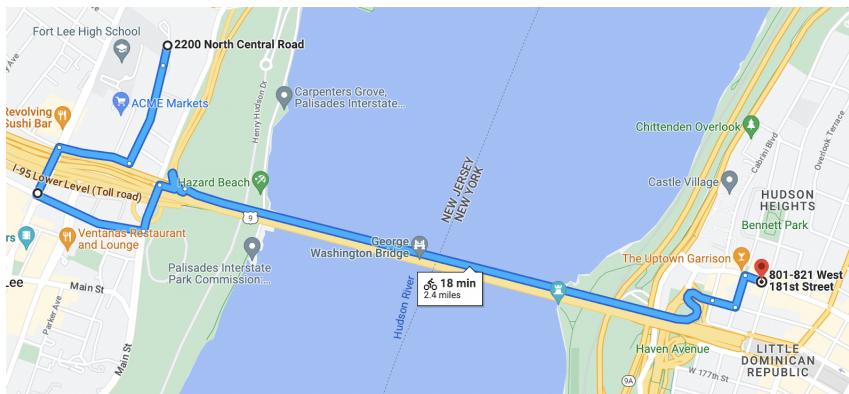 Fort Lee High School
2200 North Central Road
ACME Markets
Revolving
Sushi Bar
I-95 Lower Level (Toll road)
Henry Hudson Dr
Carpenters Grove,
Palisades Interstate...
Hazard Beach
9
Ventanas Restaurant
and Lounge
Palisades Interstate
Park Commission...
Main St
Lee
Parker Ave
Main St
NEW JERSEY
NEW YORK
George
Washington Bridge
18 min
2.4 miles
Hudson River
Chittenden Overlook
Cabrini Blvd
Overlook Terrace
Castle Village
HUDSON
HEIGHTS
Bennett Park
The Uptown Garrison
801-821 West
181st Street
Haven Avenue
LITTLE
DOMINICAN
REPUBLIC
W 177th St
9A